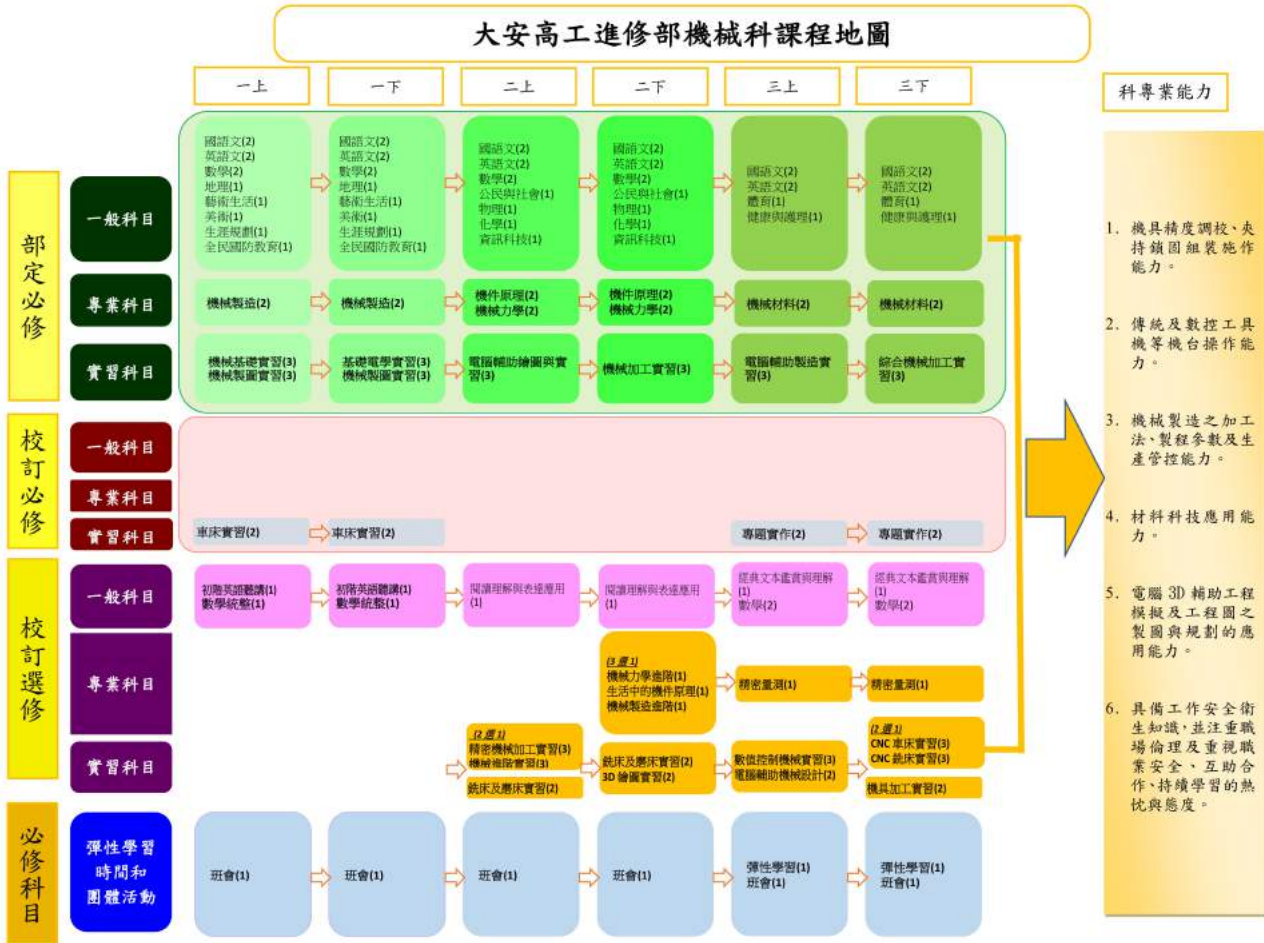 大安高工進修部機械科課程地圖
一上
一下
二上
二下
三上
三下
科專業能力
部定必修
一般科目
國語文(2)
英語文(2)
數學(2)
地理(1)
藝術生活(1)
美術(1)
生涯規劃(1)
全民國防教育(1)
國語文(2)
英語文(2)
數學(2)
地理(1)
藝術生活(1)
美術(1)
生涯規劃(1)
全民國防教育(1)
國語文(2)
英語文(2)
數學(2)
公民與社會(1)
物理(1)
化學(1)
資訊科技(1)
國語文(2)
英語文(2)
數學(2)
公民與社會(1)
物理(1)
化學(1)
資訊科技(1)
國語文(2)
英語文(2)
體育(1)
健康與護理(1)
國語文(2)
英語文(2)
體育(1)
健康與護理(1)
專業科目
機械製造(2)
機械製造(2)
機件原理(2)
機械力學(2)
機件原理(2)
機械力學(2)
機械材料(2)
機械材料(2)
實習科目
機械基礎實習(3)
機械製圖實習(3)
基礎電學實習(3)
機械製圖實習(3)
電腦輔助繪圖與實
習(3)
機械加工實習(3)
電腦輔助製造實
習(3)
綜合機械加工實
習(3)
校訂必修
一般科目
專業科目
實習科目
車床實習(2)
車床實習(2)
專題實作(2)
專題實作(2)
校訂選修
一般科目
初階英語聽講(1)
數學統整(1)
初階英語聽講(1)
數學統整(1)
閱讀理解與表達應用
(1)
閱讀理解與表達應用
(1)
經典文本鑑賞與理解
(1)
數學(2)
經典文本鑑賞與理解
(1)
數學(2)
專業科目
(3選1)
機械力學進階(1)
生活中的機件原理(1)
機械製造進階(1)
精密量測(1)
精密量測(1)
實習科目
(2選1)
精密機械加工實習(3)
機械進階實習(3)
銑床及磨床實習(2)
銑床及磨床實習(2)
3D繪圖實習(2)
數值控制機械實習(3)
電腦輔助機械設計(2)
(2選1)
CNC車床實習(3)
CNC銑床實習(3)
機具加工實習(2)
必修科目
彈性學習
時間和
團體活動
班會(1)
班會(1)
班會(1)
班會(1)
彈性學習(1)
班會(1)
彈性學習(1)
班會(1)
1. 機具精度調校、夾
持鎖固組裝施作
能力。
2. 傳統及數控工具
機等機台操作能
力。
3. 機械製造之加工
法、製程參數及生
產管控能力。
4. 材料科技應用能
力。
5. 電腦3D輔助工程
模擬及工程圖之
製圖與規劃的應
用能力。
6. 具備工作安全衛
生知識,並注重職
場倫理及重視職
業安全、互助合
作、持續學習的熱
忱與態度。